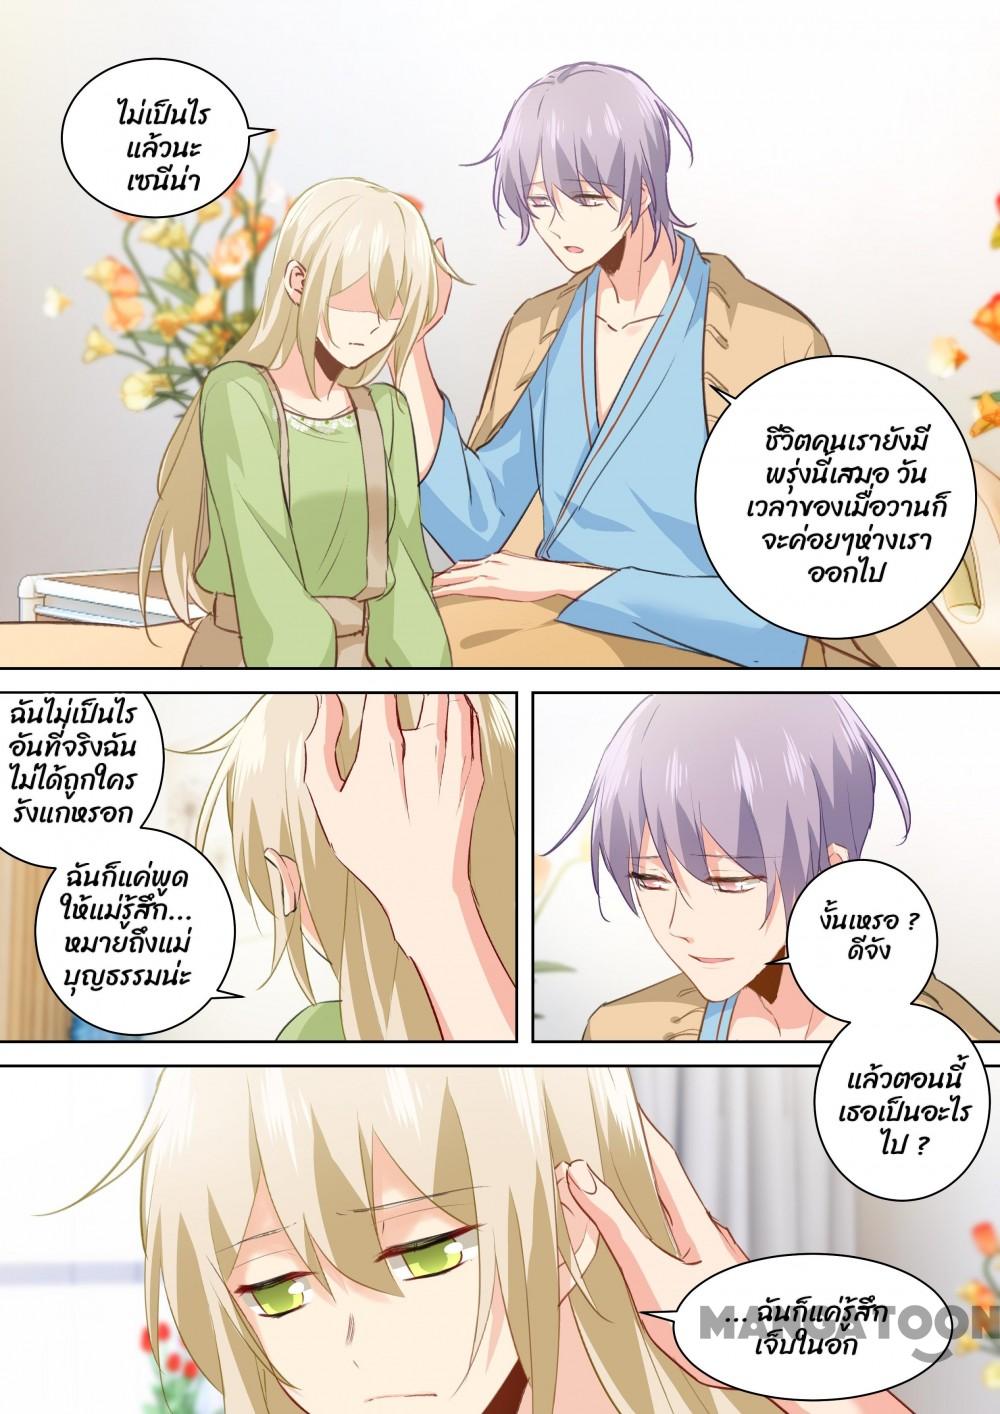 ไม่เป็นไร
แล้วนะ
เซนีน่า
ชีวิตคนเรายังมี
พรุ่งนี้เสมอ วัน
เวลาของเมื่อวานก็
จะค่อยๆห่างเรา
ออกไป
ฉันไม่เป็นไร
อันที่จริงฉัน
ไม่ได้ถูกใคร
รังแกหรอก
ฉันก็แค่พูด
ให้แม่รู้สึก...
หมายถึงแม่
บุญธรรมน่ะ
งั้นเหรอ ?
ดีจัง
แล้วตอนนี้
เธอเป็นอะไร
ไป ?
...ฉันก็แค่รู้สึก
เจ็บในอก
MANGATOON